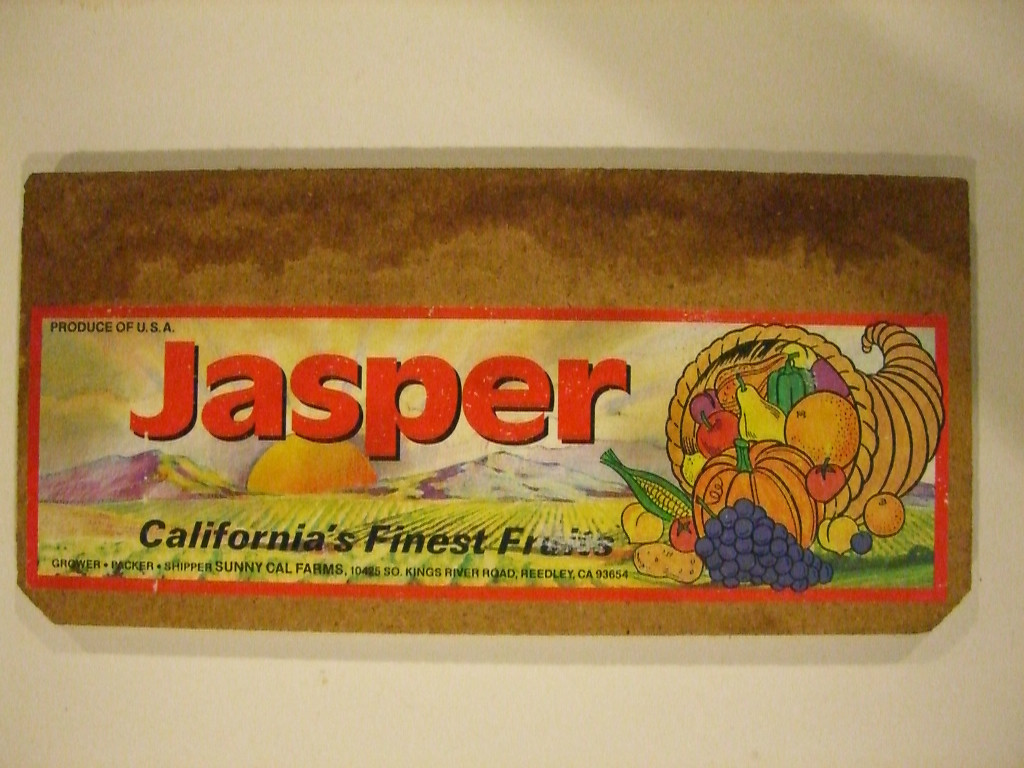 PRODUCE OF U.S.A.
Jasper
California's Finest Fruits
GROWER • PACKER • SHIPPER SUNNY CAL FARMS, 10425 SO. KINGS RIVER ROAD, REEDLEY, CA 93654